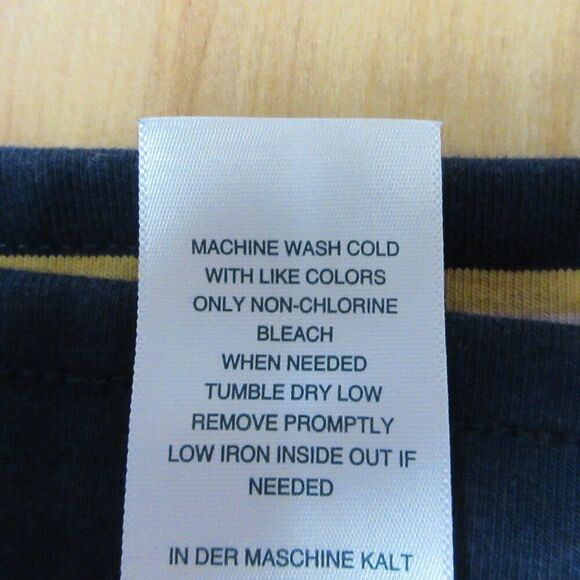 MACHINE WASH COLD
WITH LIKE COLORS
ONLY NON-CHLORINE
BLEACH
WHEN NEEDED
TUMBLE DRY LOW
REMOVE PROMPTLY
LOW IRON INSIDE OUT IF
NEEDED
IN DER MASCHINE KALT